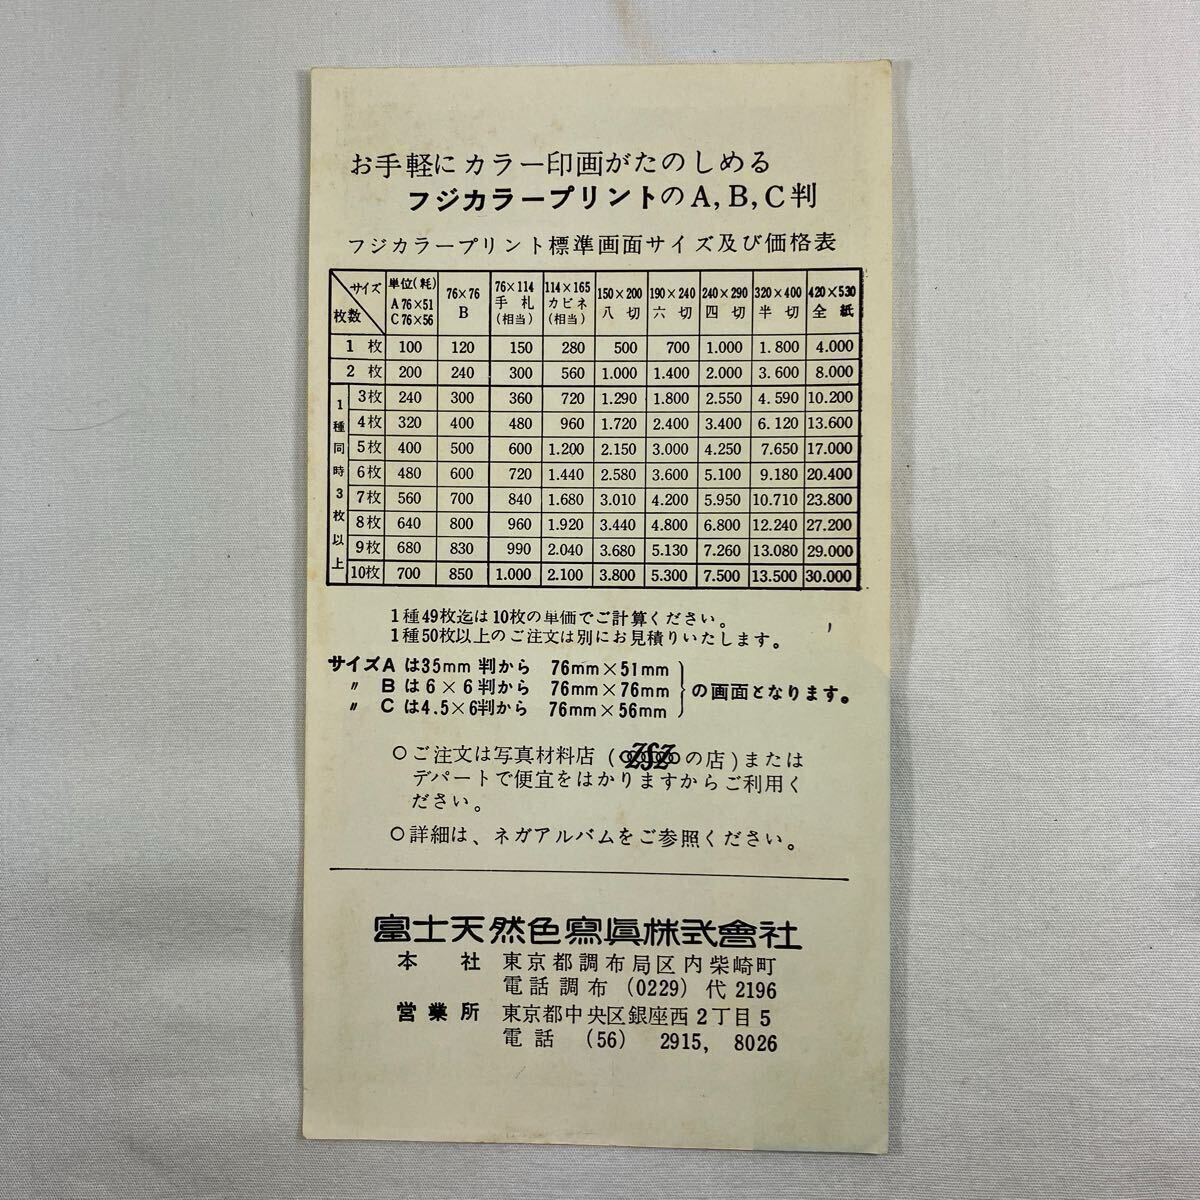 お手軽にカラー印画がたのしめる
フジカラープリントのA,B,C判
フジカラープリント標準画面サイズ及び価格表
サイズ 枚数 単位(粍) A76×51 C76×56 76×76 B 76×114 手札 (相当) 114×165 カビネ (相当) 150×200 八切 190×240 六切 240×290 四切 320×400 半切 420×530 全紙
1枚 100 120 150 280 500 700 1.000 1.800 4.000
2枚 200 240 300 560 1.000 1.400 2.000 3.600 8.000
1種同時3枚以上
3枚 240 300 360 720 1.290 1.800 2.550 4.590 10.200
4枚 320 400 480 960 1.720 2.400 3.400 6.120 13.600
5枚 400 500 600 1.200 2.150 3.000 4.250 7.650 17.000
6枚 480 600 720 1.440 2.580 3.600 5.100 9.180 20.400
7枚 560 700 840 1.680 3.010 4.200 5.950 10.710 23.800
8枚 640 800 960 1.920 3.440 4.800 6.800 12.240 27.200
9枚 680 830 990 2.040 3.680 5.130 7.260 13.080 29.000
10枚 700 850 1.000 2.100 3.800 5.300 7.500 13.500 30.000
1種49枚迄は10枚の単価でご計算ください。
1種50枚以上のご注文は別にお見積りいたします。
サイズA は35mm 判から 76mm×51mm
〃 B は6×6判から 76mm×76mm の画面となります。
〃 C は4.5×6判から 76mm×56mm
○ご注文は写真材料店(ZfZの店)または
デパートで便宜をはかりますからご利用く
ださい。
○詳細は、ネガアルバムをご参照ください。
富士天然色寫眞株式會社
本社 東京都調布局区内柴崎町
電話調布 (0229) 代2196
営業所 東京都中央区銀座西2丁目5
電話 (56) 2915, 8026